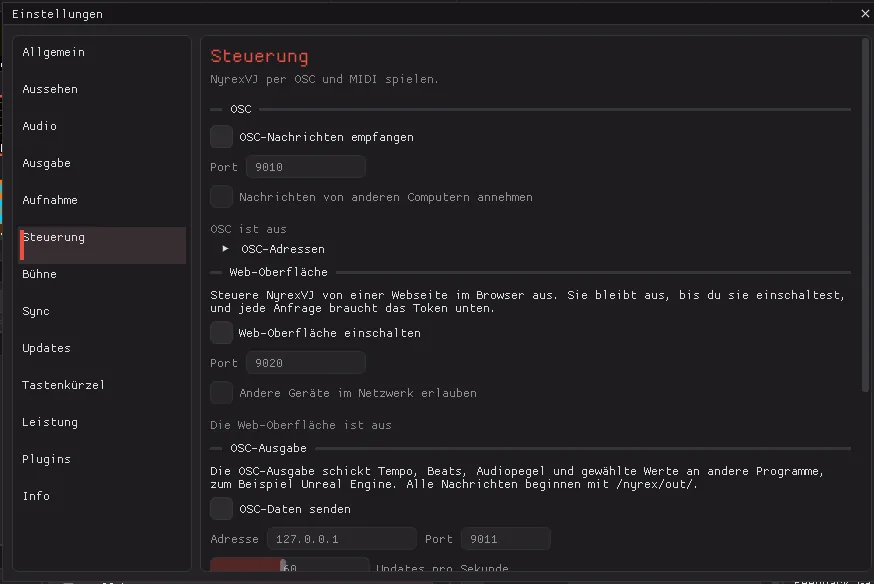 Einstellungen
Allgemein
Aussehen
Audio
Ausgabe
Aufnahme
Steuerung
Bühne
Sync
Updates
Tastenkürzel
Leistung
Plugins
Info
Steuerung
NyrexVJ per OSC und MIDI spielen.
OSC
OSC-Nachrichten empfangen
Port 9010
Nachrichten von anderen Computern annehmen
OSC ist aus
OSC-Adressen
Web-Oberfläche
Steuere NyrexVJ von einer Webseite im Browser aus. Sie bleibt aus, bis du sie einschaltest,
und jede Anfrage braucht das Token unten.
Web-Oberfläche einschalten
Port 9020
Andere Geräte im Netzwerk erlauben
Die Web-Oberfläche ist aus
OSC-Ausgabe
Die OSC-Ausgabe schickt Tempo, Beats, Audiopegel und gewählte Werte an andere Programme,
zum Beispiel Unreal Engine. Alle Nachrichten beginnen mit /nyrex/out/.
OSC-Daten senden
Adresse 127.0.0.1 Port 9011
60 Updates pro Sekunde